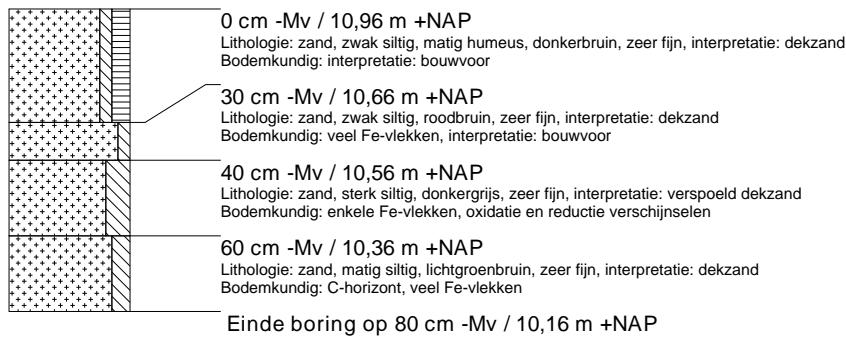 0 cm -Mv / 10,96 m +NAP
Lithologie: zand, zwak siltig, matig humeus, donkerbruin, zeer fijn, interpretatie: dekzand
Bodemkundig: interpretatie: bouwvoor
30 cm -Mv / 10,66 m +NAP
Lithologie: zand, zwak siltig, roodbruin, zeer fijn, interpretatie: dekzand
Bodemkundig: veel Fe-vlekken, interpretatie: bouwvoor
40 cm -Mv / 10,56 m +NAP
Lithologie: zand, sterk siltig, donkergrijs, zeer fijn, interpretatie: verspoeld dekzand
Bodemkundig: enkele Fe-vlekken, oxidatie en reductie verschijnselen
60 cm -Mv / 10,36 m +NAP
Lithologie: zand, matig siltig, lichtgroenbruin, zeer fijn, interpretatie: dekzand
Bodemkundig: C-horizont, veel Fe-vlekken
Einde boring op 80 cm -Mv / 10,16 m +NAP